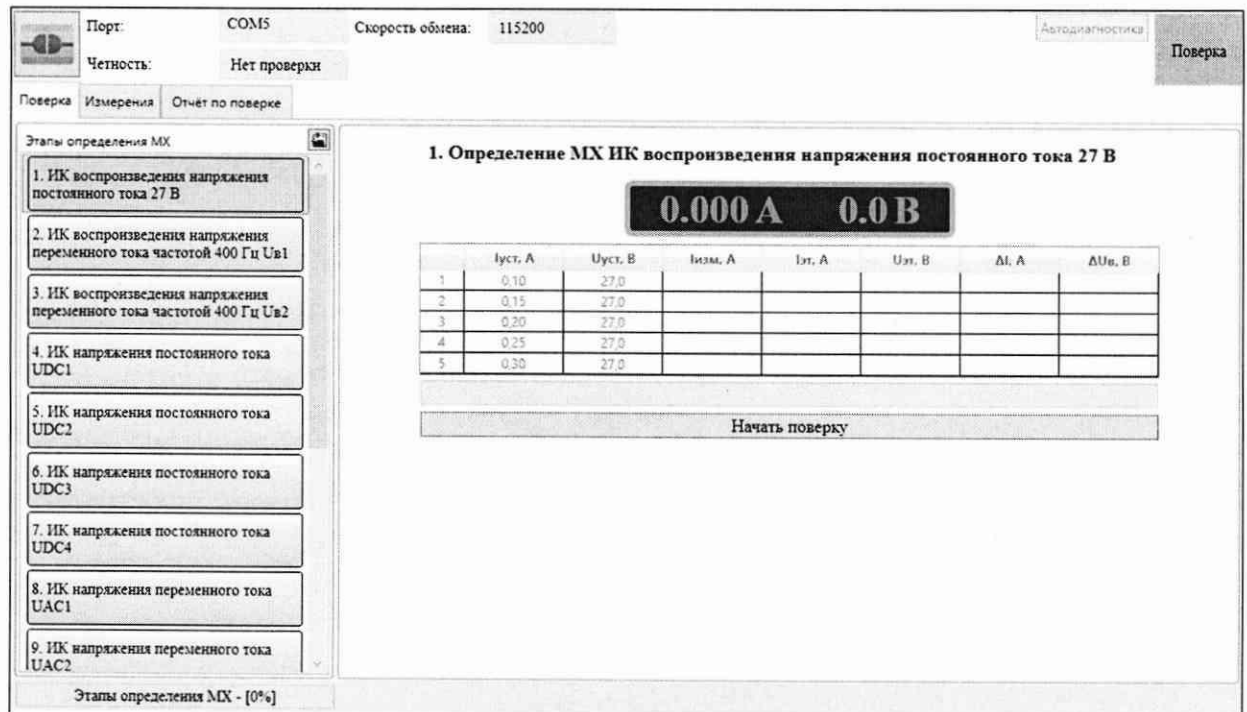 Порт: COM5 Скорость обмена: 115200 Автодиагностика
Поверка
Четность: Нет проверки
Поверка Измерения Отчёт по поверке
Этапы определения МХ
1. ИК воспроизведения напряжения
постоянного тока 27 В
2. ИК воспроизведения напряжения
переменного тока частотой 400 Гц Uв1
3. ИК воспроизведения напряжения
переменного тока частотой 400 Гц Uв2
4. ИК напряжения постоянного тока
UDC1
5. ИК напряжения постоянного тока
UDC2
6. ИК напряжения постоянного тока
UDC3
7. ИК напряжения постоянного тока
UDC4
8. ИК напряжения переменного тока
UAC1
9. ИК напряжения переменного тока
UAC2
Этапы определения МХ - [0%]
1. Определение МХ ИК воспроизведения напряжения постоянного тока 27 В
0.000 А 0.0 В
Iуст, А Uуст, В Iизм, А Iэт, А Uэт, В ΔI, А ΔUв, В
1 0,10 27,0
2 0,15 27,0
3 0,20 27,0
4 0,25 27,0
5 0,30 27,0
Начать поверку